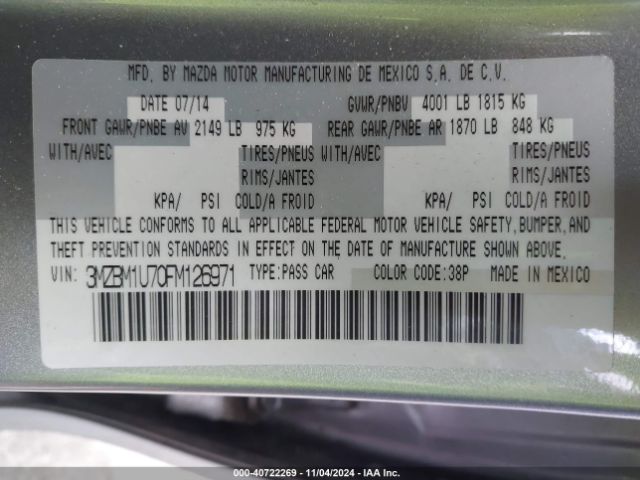 MFD. BY MAZDA MOTOR MANUFACTURING DE MEXICO S.A. DE C.V.
DATE 07/14 GVWR/PNBV 4001 LB 1815 KG
FRONT GAWR/PNBE AV 2149 LB 975 KG REAR GAWR/PNBE AR 1870 LB 848 KG
WITH/AVEC TIRES/PNEUS WITH/AVEC TIRES/PNEUS
RIMS/JANTES RIMS/JANTES
KPA/ PSI COLD/A FROID KPA/ PSI COLD/A FROID
THIS VEHICLE CONFORMS TO ALL APPLICABLE FEDERAL MOTOR VEHICLE SAFETY, BUMPER, AND
THEFT PREVENTION STANDARDS IN EFFECT ON THE DATE OF MANUFACTURE SHOWN ABOVE.
VIN: 3MZBM1U70FM126971 TYPE:PASS CAR COLOR CODE:38P MADE IN MEXICO
000-40722269 - 11/04/2024 - IAA Inc.